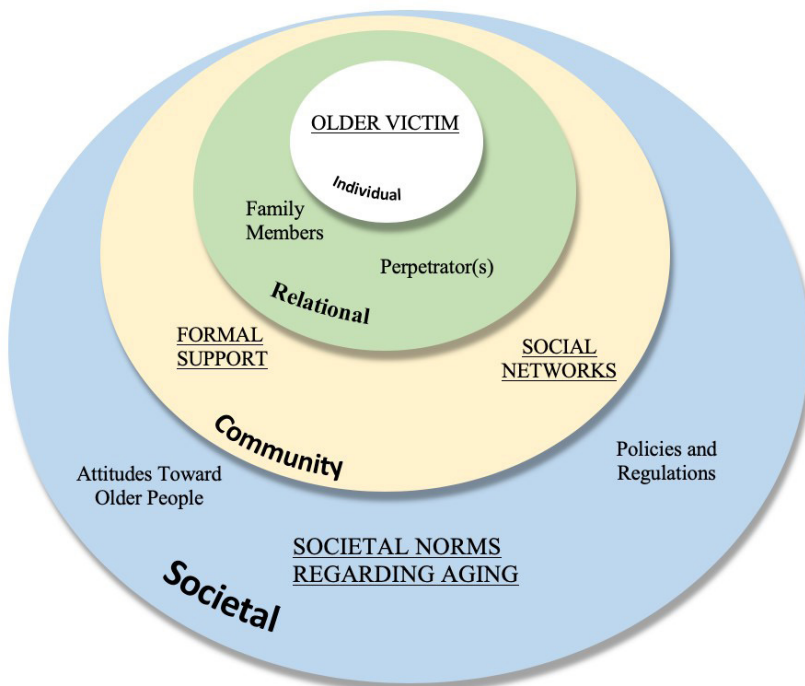 OLDER VICTIM
Individual
Family
Members
Perpetrator(s)
Relational
FORMAL
SUPPORT
SOCIAL
NETWORKS
Community
Attitudes Toward
Older People
Policies and
Regulations
SOCIETAL NORMS
REGARDING AGING
Societal